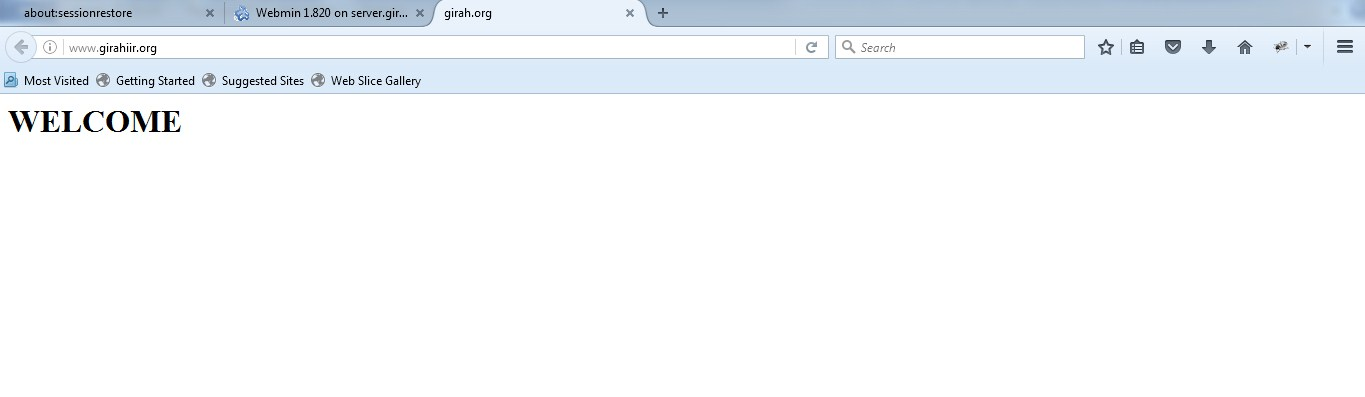 about:sessionrestore
Webmin 1.820 on server.gir...
girah.org
www.girahiir.org
Search
Most Visited
Getting Started
Suggested Sites
Web Slice Gallery
WELCOME